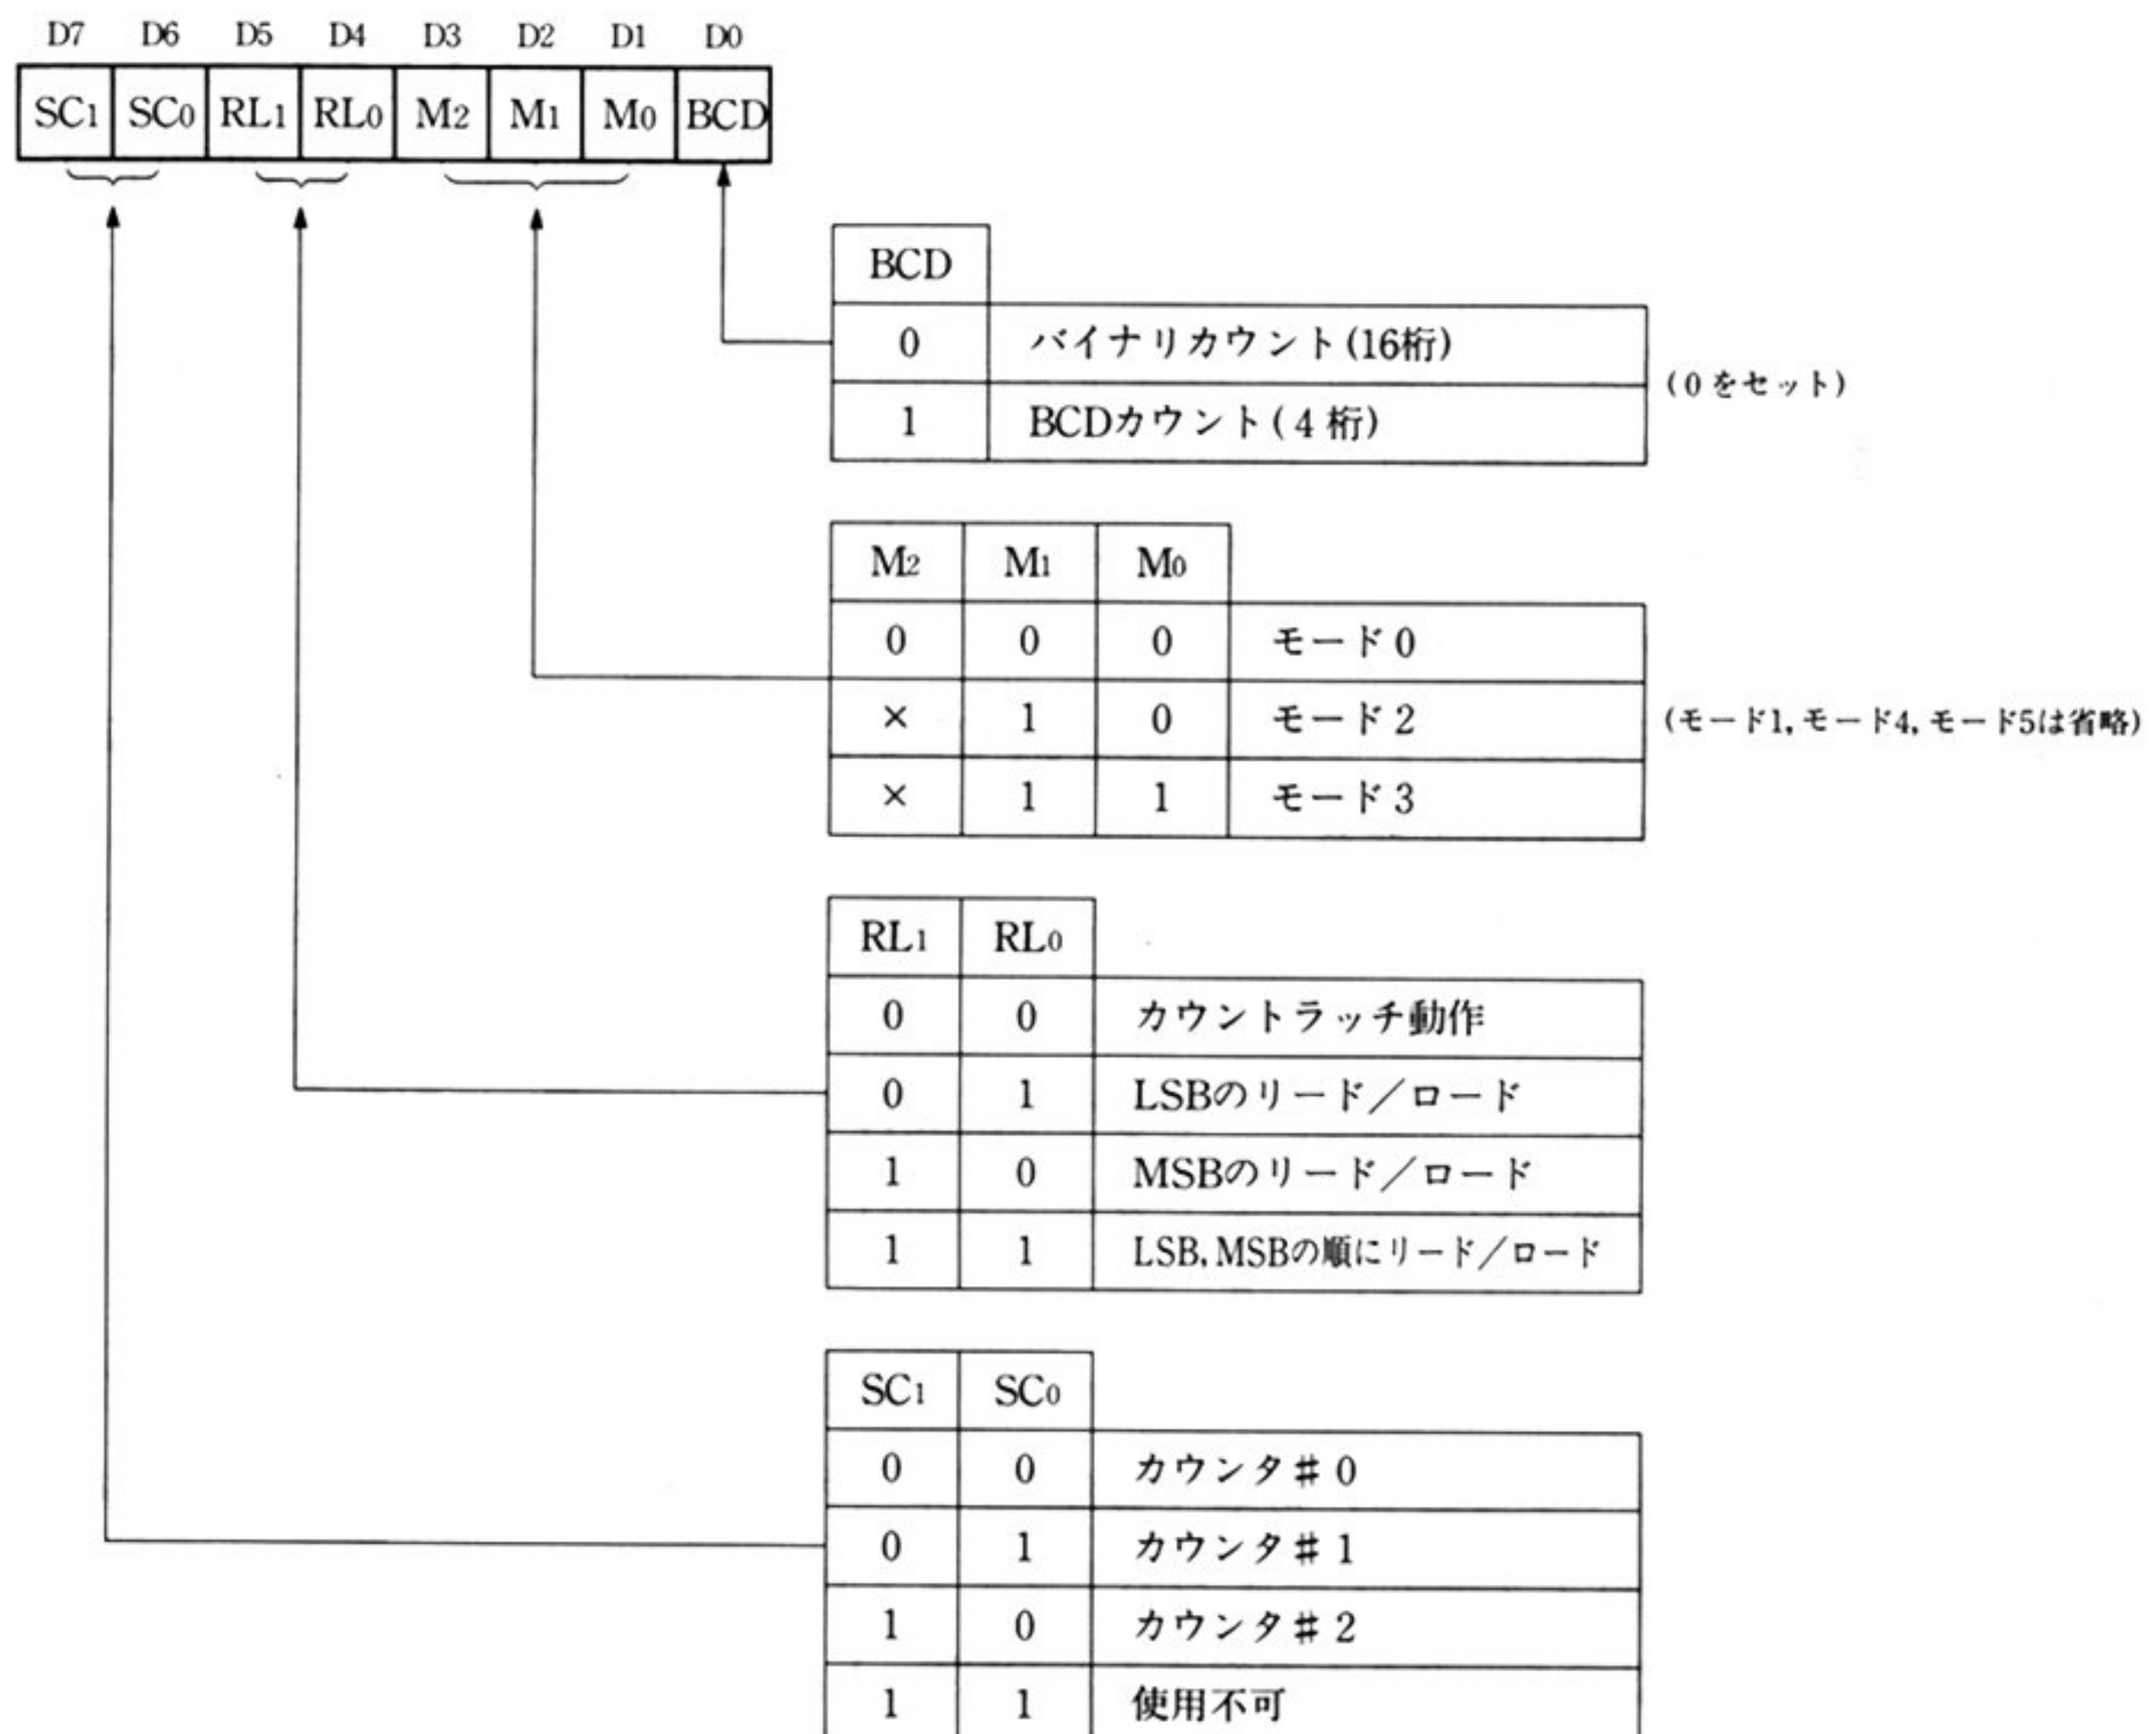 D7 D6 D5 D4 D3 D2 D1 D0
SC1 SC0 RL1 RL0 M2 M1 M0 BCD
BCD
0 バイナリカウント(16桁)
(0をセット)
1 BCDカウント(4桁)
M2 M1 M0
0 0 0 モード0
× 1 0 モード2
(モード1,モード4,モード5は省略)
× 1 1 モード3
RL1 RL0
0 0 カウントラッチ動作
0 1 LSBのリード/ロード
1 0 MSBのリード/ロード
1 1 LSB,MSBの順にリード/ロード
SC1 SC0
0 0 カウンタ#0
0 1 カウンタ#1
1 0 カウンタ#2
1 1 使用不可